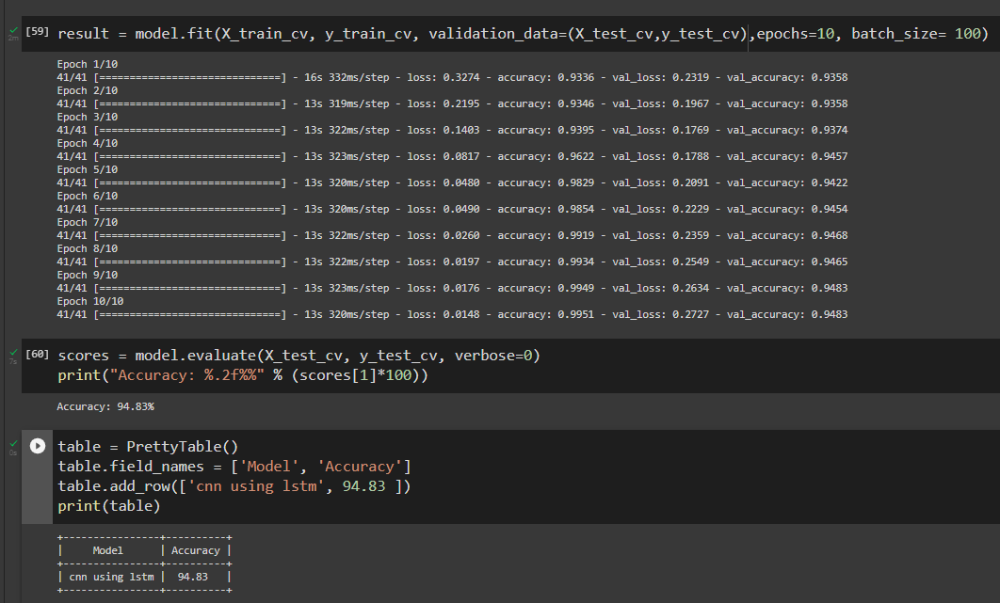 2m [59] result = model.fit(X_train_cv, y_train_cv, validation_data=(X_test_cv,y_test_cv),epochs=10, batch_size= 100)
Epoch 1/10
41/41 [==============================] - 16s 332ms/step - loss: 0.3274 - accuracy: 0.9336 - val_loss: 0.2319 - val_accuracy: 0.9358
Epoch 2/10
41/41 [==============================] - 13s 319ms/step - loss: 0.2195 - accuracy: 0.9346 - val_loss: 0.1967 - val_accuracy: 0.9358
Epoch 3/10
41/41 [==============================] - 13s 322ms/step - loss: 0.1403 - accuracy: 0.9395 - val_loss: 0.1769 - val_accuracy: 0.9374
Epoch 4/10
41/41 [==============================] - 13s 323ms/step - loss: 0.0817 - accuracy: 0.9622 - val_loss: 0.1788 - val_accuracy: 0.9457
Epoch 5/10
41/41 [==============================] - 13s 320ms/step - loss: 0.0480 - accuracy: 0.9829 - val_loss: 0.2091 - val_accuracy: 0.9422
Epoch 6/10
41/41 [==============================] - 13s 320ms/step - loss: 0.0490 - accuracy: 0.9854 - val_loss: 0.2229 - val_accuracy: 0.9454
Epoch 7/10
41/41 [==============================] - 13s 322ms/step - loss: 0.0260 - accuracy: 0.9919 - val_loss: 0.2359 - val_accuracy: 0.9468
Epoch 8/10
41/41 [==============================] - 13s 322ms/step - loss: 0.0197 - accuracy: 0.9934 - val_loss: 0.2549 - val_accuracy: 0.9465
Epoch 9/10
41/41 [==============================] - 13s 323ms/step - loss: 0.0176 - accuracy: 0.9949 - val_loss: 0.2634 - val_accuracy: 0.9483
Epoch 10/10
41/41 [==============================] - 13s 320ms/step - loss: 0.0148 - accuracy: 0.9951 - val_loss: 0.2727 - val_accuracy: 0.9483
7s [60] scores = model.evaluate(X_test_cv, y_test_cv, verbose=0)
print("Accuracy: %.2f%%" % (scores[1]*100))
Accuracy: 94.83%
0s table = PrettyTable()
table.field_names = ['Model', 'Accuracy']
table.add_row(['cnn using lstm', 94.83 ])
print(table)
+----------------+----------+
|     Model      | Accuracy |
+----------------+----------+
| cnn using lstm |  94.83   |
+----------------+----------+